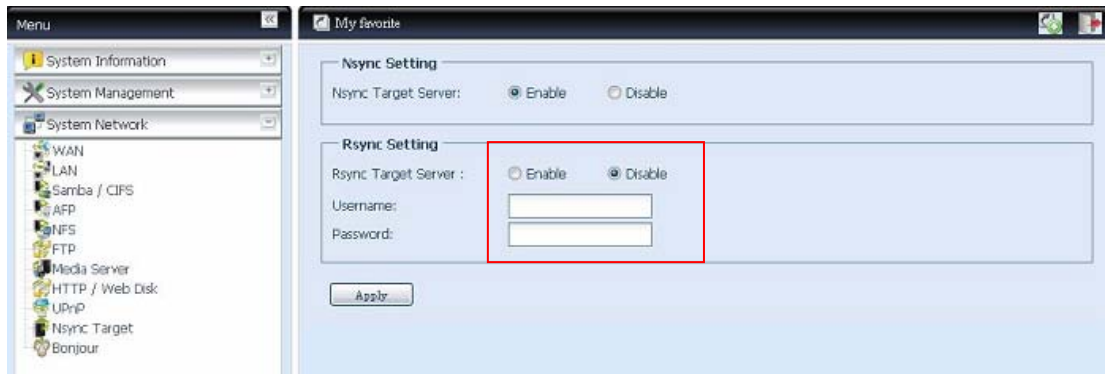 Menu
System Information
System Management
System Network
WAN
LAN
Samba / CIFS
AFP
NFS
FTP
Media Server
HTTP / Web Disk
UPnP
Nsync Target
Bonjour
My favorite
Nsync Setting
Nsync Target Server: Enable Disable
Rsync Setting
Rsync Target Server : Enable Disable
Username:
Password:
Apply